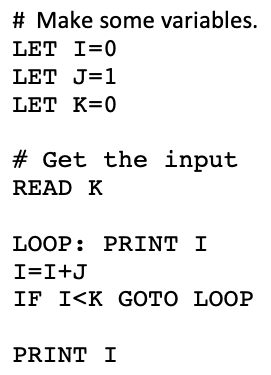 # Make some variables.
LET I=0
LET J=1
LET K=0
# Get the input
READ K
LOOP: PRINT I
I=I+J
IF I<K GOTO LOOP
PRINT I